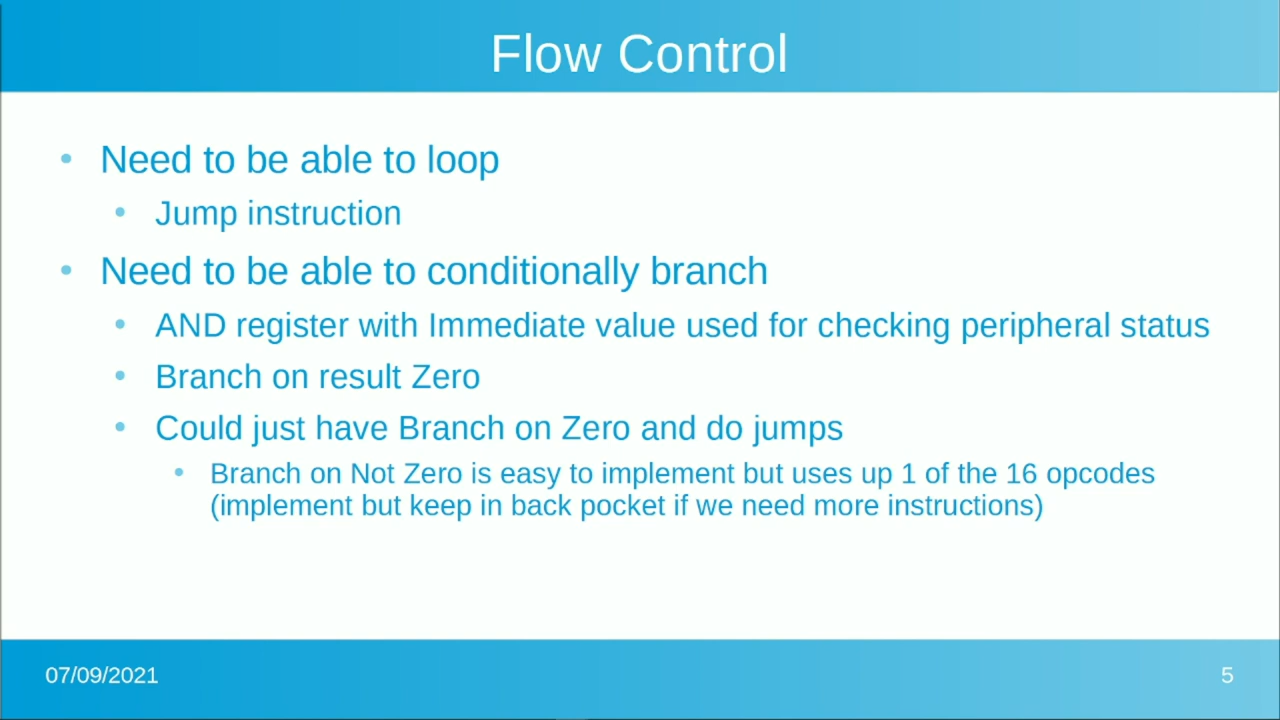 Flow Control
Need to be able to loop
Jump instruction
Need to be able to conditionally branch
AND register with Immediate value used for checking peripheral status
Branch on result Zero
Could just have Branch on Zero and do jumps
Branch on Not Zero is easy to implement but uses up 1 of the 16 opcodes
(implement but keep in back pocket if we need more instructions)
07/09/2021
5